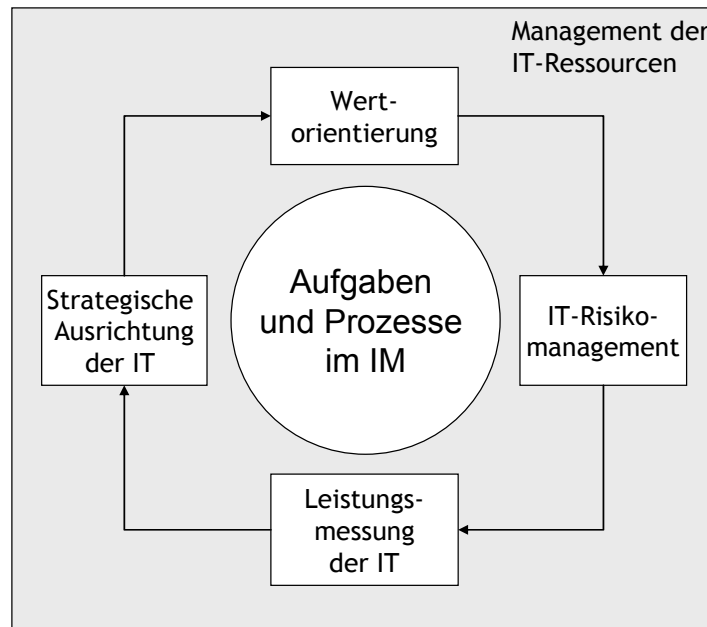 Management der
IT-Ressourcen
Wert-
orientierung
Strategische
Ausrichtung
der IT
Aufgaben
und Prozesse
im IM
IT-Risiko-
management
Leistungs-
messung
der IT